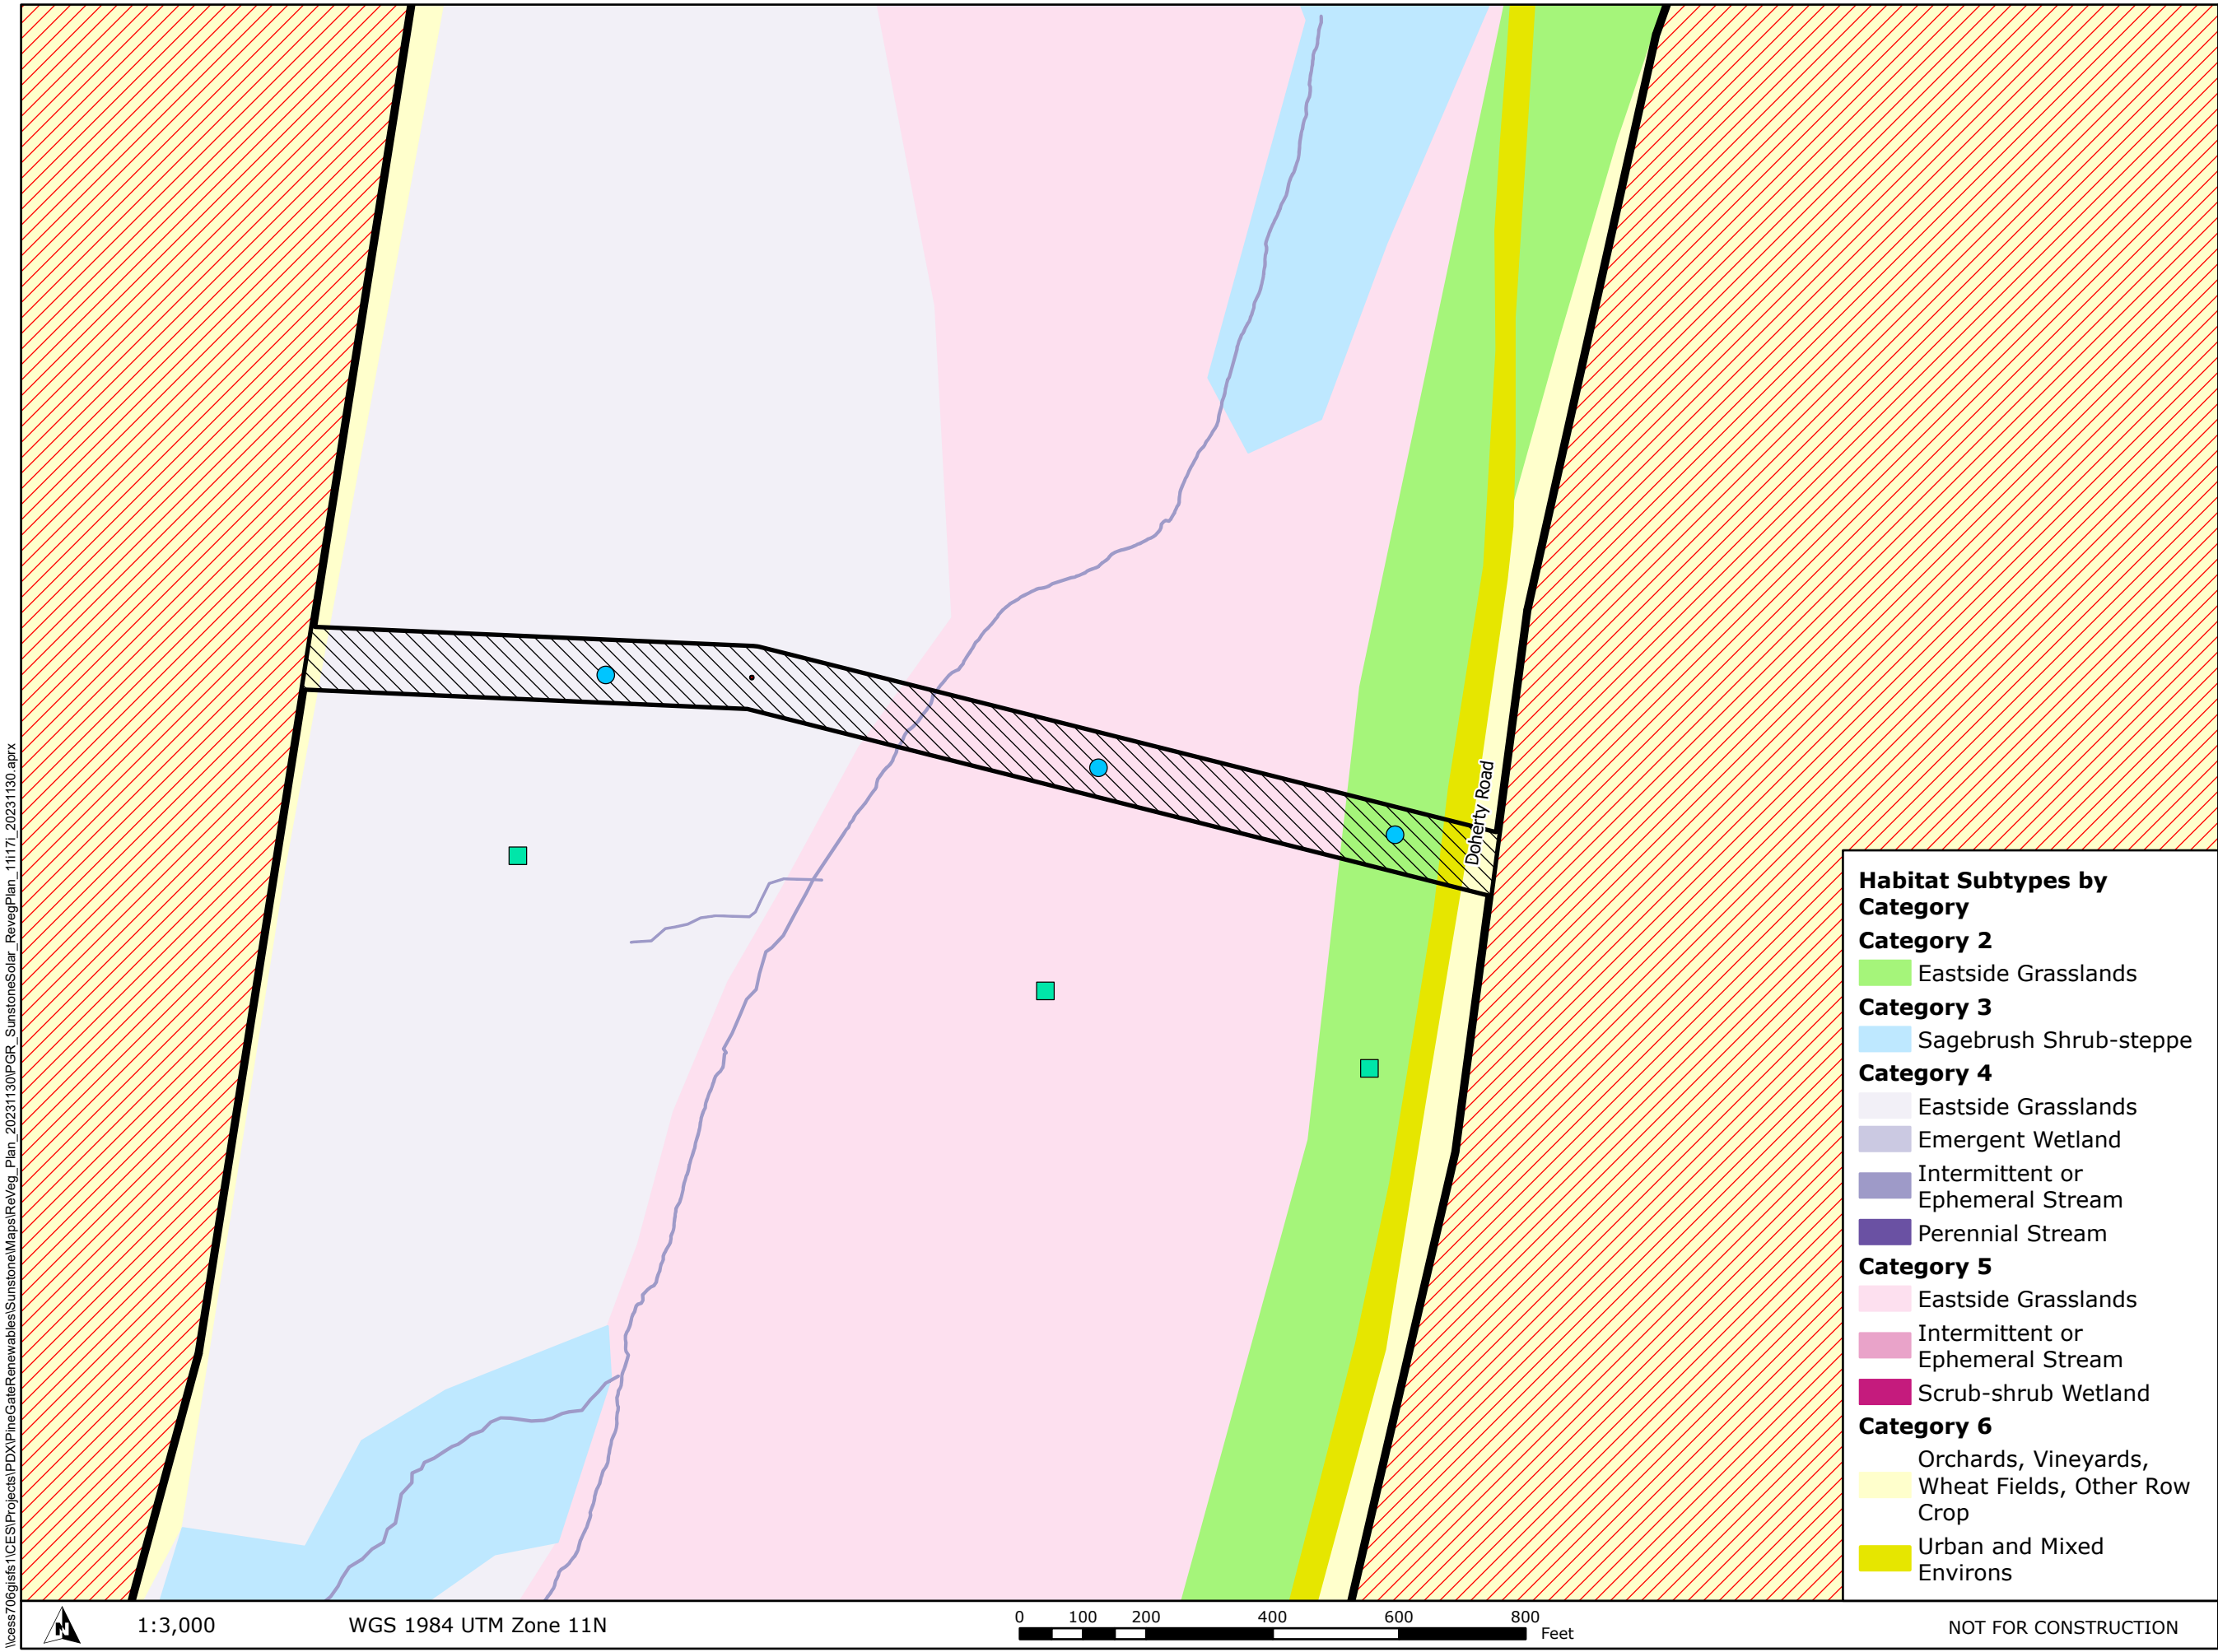 \\cess706gisfs1\CES\Projects\PDX\PineGateRenewables\Sunstone\Maps\ReVeg_Plan_20231130\PGR_SunstoneSolar_RevegPlan_11i17i_20231130.aprx
Doherty Road
Habitat Subtypes by
Category
Category 2
Eastside Grasslands
Category 3
Sagebrush Shrub-steppe
Category 4
Eastside Grasslands
Emergent Wetland
Intermittent or
Ephemeral Stream
Perennial Stream
Category 5
Eastside Grasslands
Intermittent or
Ephemeral Stream
Scrub-shrub Wetland
Category 6
Orchards, Vineyards,
Wheat Fields, Other Row
Crop
Urban and Mixed
Environs
N
1:3,000
WGS 1984 UTM Zone 11N
0 100 200 400 600 800
Feet
NOT FOR CONSTRUCTION